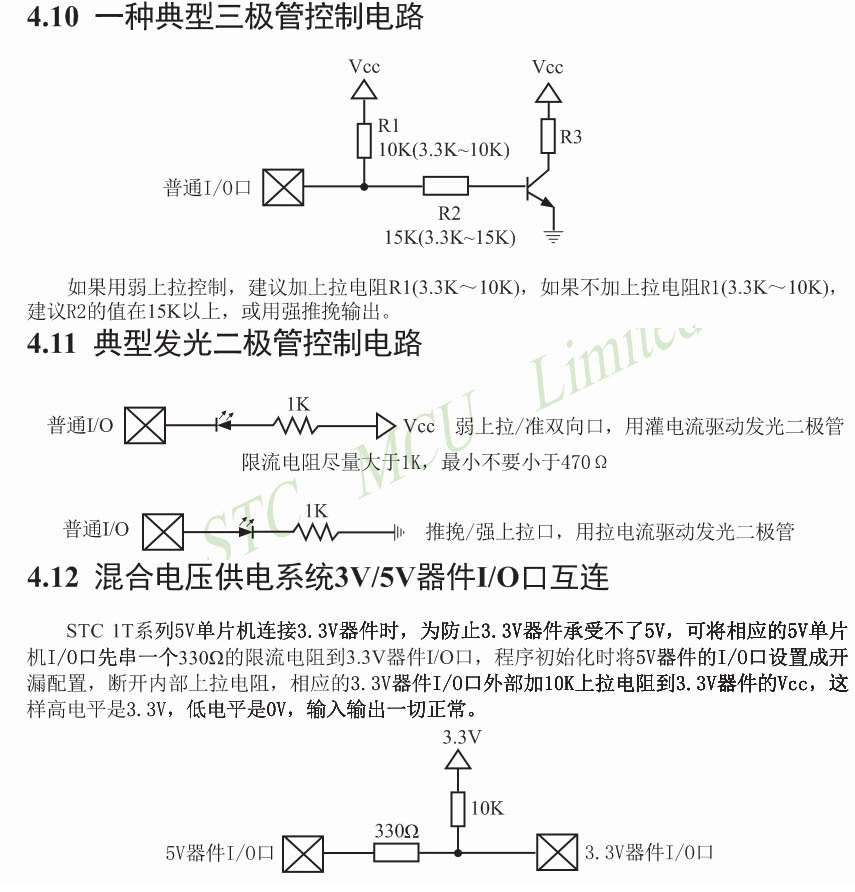 4.10 一种典型三极管控制电路
Vcc
Vcc
R1
10K(3.3K~10K)
R3
普通I/O口
R2
15K(3.3K~15K)
如果用弱上拉控制，建议加上拉电阻R1(3.3K～10K)，如果不加上拉电阻R1(3.3K～10K)，
建议R2的值在15K以上，或用强推挽输出。
4.11 典型发光二极管控制电路
1K
普通I/O
Vcc 弱上拉/准双向口，用灌电流驱动发光二极管
限流电阻尽量大于1K，最小不要小于470Ω
1K
普通I/O
推挽/强上拉口，用拉电流驱动发光二极管
STC MCU Limited
4.12 混合电压供电系统3V/5V器件I/O口互连
STC 1T系列5V单片机连接3.3V器件时，为防止3.3V器件承受不了5V，可将相应的5V单片
机I/O口先串一个330Ω的限流电阻到3.3V器件I/O口，程序初始化时将5V器件的I/O口设置成开
漏配置，断开内部上拉电阻，相应的3.3V器件I/O口外部加10K上拉电阻到3.3V器件的Vcc，这
样高电平是3.3V，低电平是0V，输入输出一切正常。
3.3V
10K
330Ω
5V器件I/O口
3.3V器件I/O口